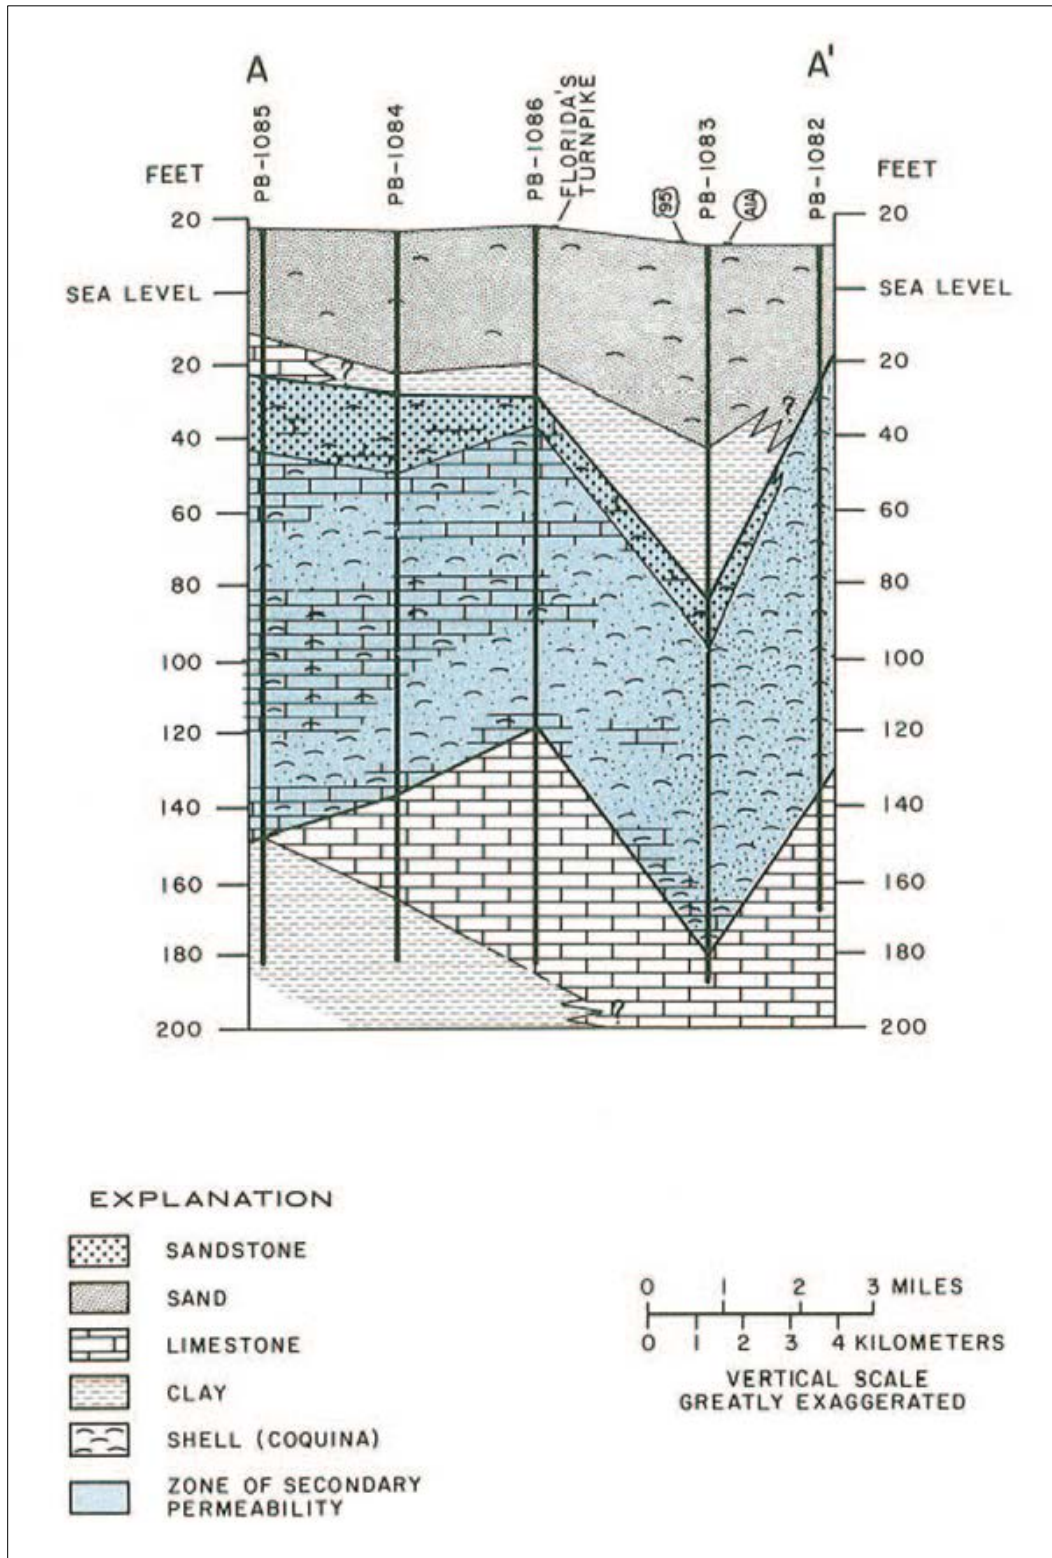 A
A'
PB-1085
PB-1084
PB-1086
FLORIDA'S
TURNPIKE
95
PB-1083
A1A
PB-1082
FEET
FEET
20
20
SEA LEVEL
SEA LEVEL
20
20
?
?
40
40
60
60
80
80
100
100
120
120
140
140
160
160
180
180
?
200
200
EXPLANATION
SANDSTONE
SAND
LIMESTONE
CLAY
SHELL (COQUINA)
ZONE OF SECONDARY
PERMEABILITY
0 1 2 3 MILES
0 1 2 3 4 KILOMETERS
VERTICAL SCALE
GREATLY EXAGGERATED